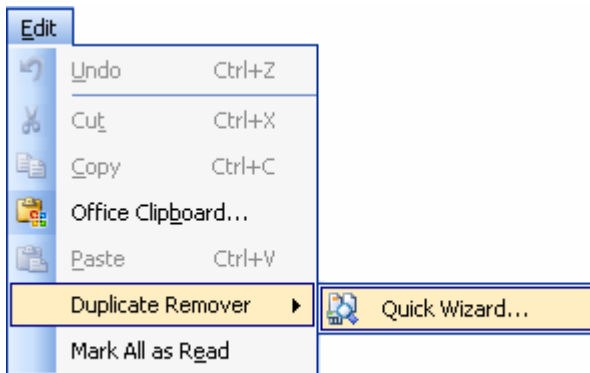 Edit
Undo Ctrl+Z
Cut Ctrl+X
Copy Ctrl+C
Office Clipboard...
Paste Ctrl+V
Duplicate Remover Quick Wizard...
Mark All as Read